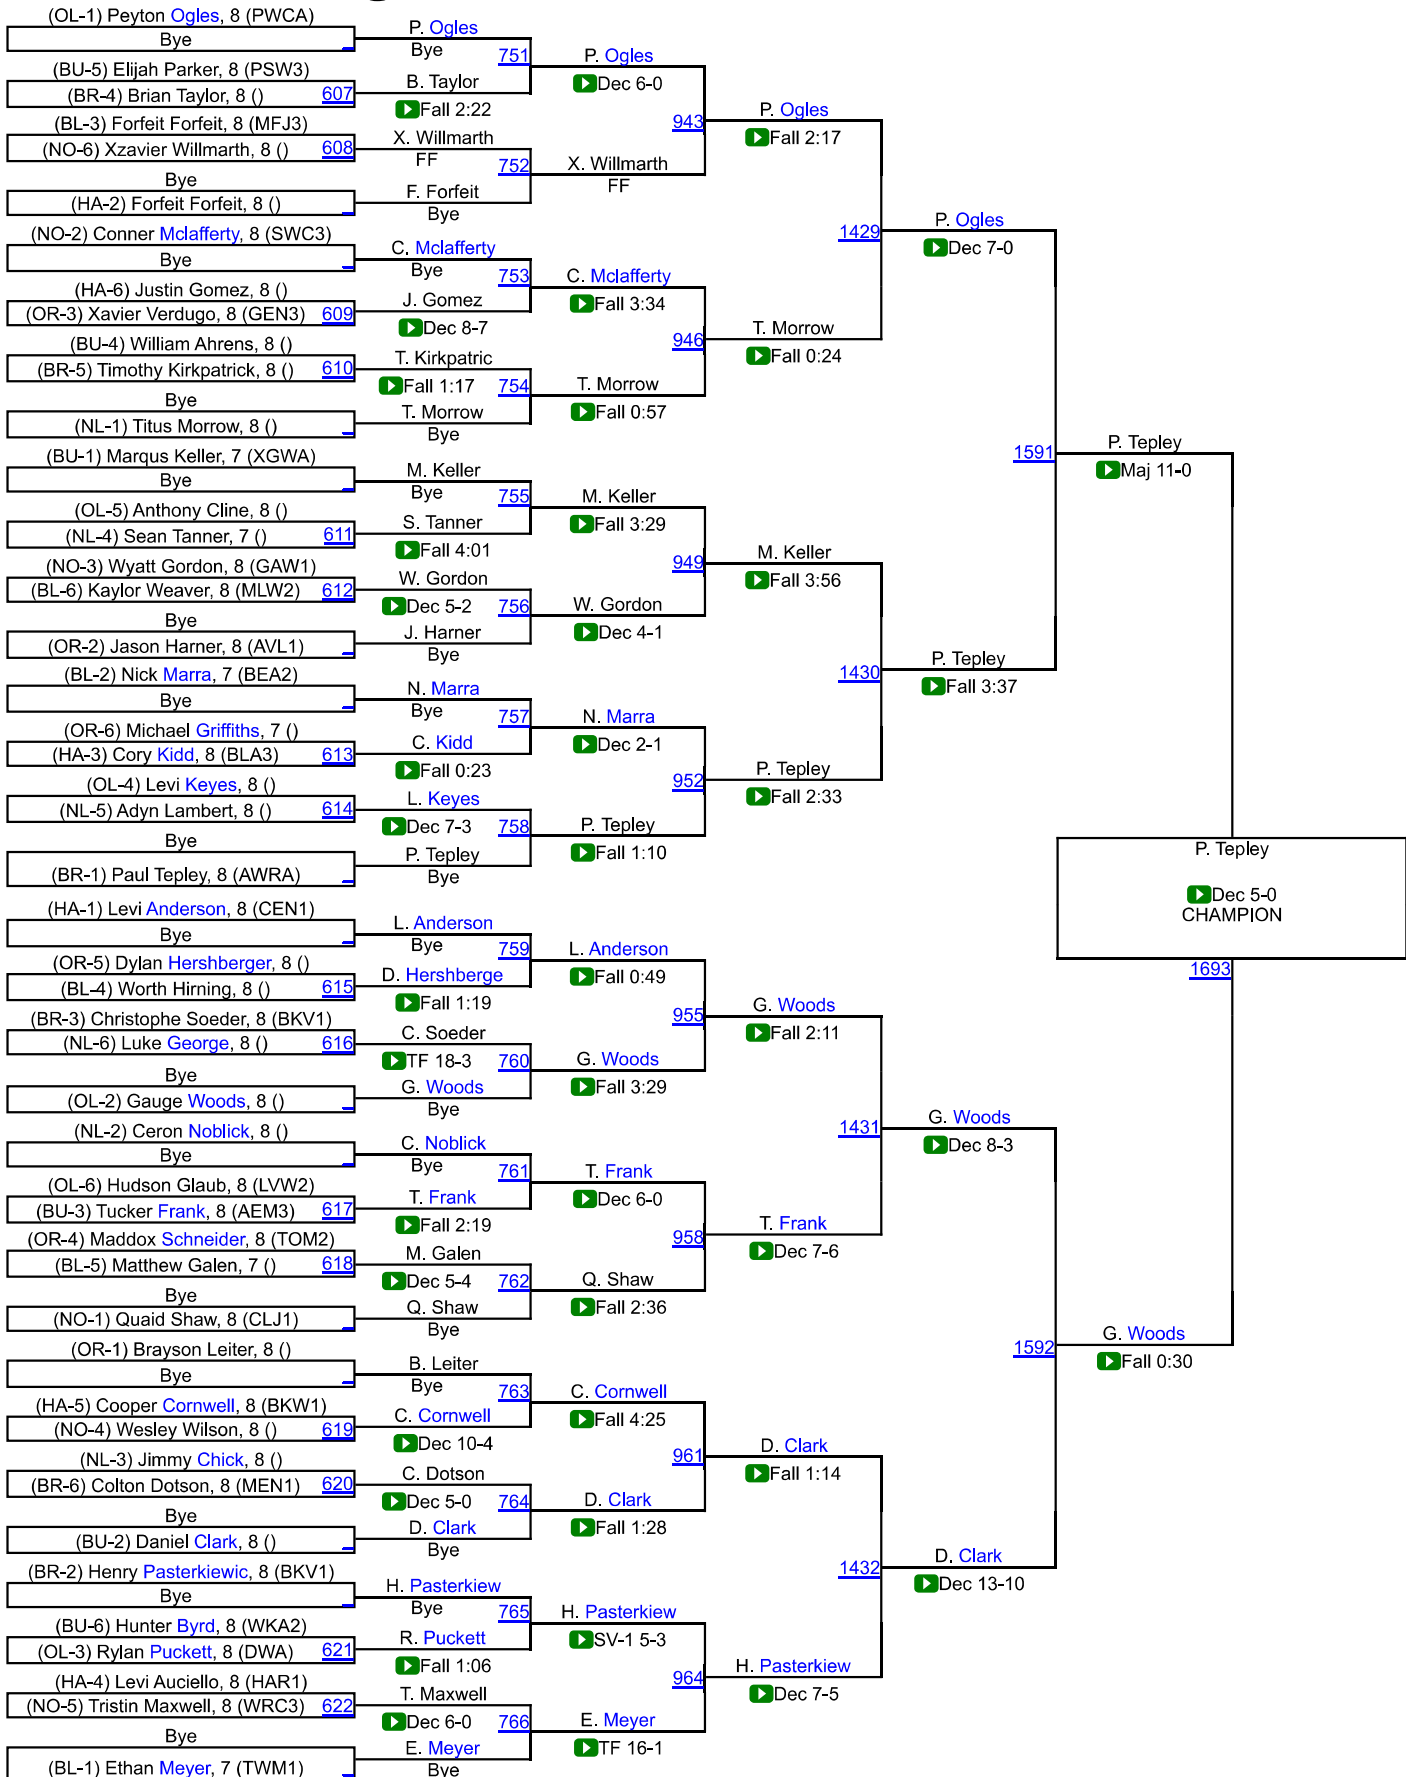 (OL-1) Peyton Ogles, 8 (PWCA)
Bye
(BU-5) Elijah Parker, 8 (PSW3)
(BR-4) Brian Taylor, 8 () 607
(BL-3) Forfeit Forfeit, 8 (MFJ3)
(NO-6) Xzavier Willmarth, 8 () 608
Bye
(HA-2) Forfeit Forfeit, 8 ()
(NO-2) Conner Mclafferty, 8 (SWC3)
Bye
(HA-6) Justin Gomez, 8 ()
(OR-3) Xavier Verdugo, 8 (GEN3) 609
(BU-4) William Ahrens, 8 ()
(BR-5) Timothy Kirkpatrick, 8 () 610
Bye
(NL-1) Titus Morrow, 8 ()
(BU-1) Marqus Keller, 7 (XGWA)
Bye
(OL-5) Anthony Cline, 8 ()
(NL-4) Sean Tanner, 7 () 611
(NO-3) Wyatt Gordon, 8 (GAW1)
(BL-6) Kaylor Weaver, 8 (MLW2) 612
Bye
(OR-2) Jason Harner, 8 (AVL1)
(BL-2) Nick Marra, 7 (BEA2)
Bye
(OR-6) Michael Griffiths, 7 ()
(HA-3) Cory Kidd, 8 (BLA3) 613
(OL-4) Levi Keyes, 8 ()
(NL-5) Adyn Lambert, 8 () 614
Bye
(BR-1) Paul Tepley, 8 (AWRA)
(HA-1) Levi Anderson, 8 (CEN1)
Bye
(OR-5) Dylan Hershberger, 8 ()
(BL-4) Worth Hirning, 8 () 615
(BR-3) Christophe Soeder, 8 (BKV1)
(NL-6) Luke George, 8 () 616
Bye
(OL-2) Gauge Woods, 8 ()
(NL-2) Ceron Noblick, 8 ()
Bye
(OL-6) Hudson Glaub, 8 (LVW2)
(BU-3) Tucker Frank, 8 (AEM3) 617
(OR-4) Maddox Schneider, 8 (TOM2)
(BL-5) Matthew Galen, 7 () 618
Bye
(NO-1) Quaid Shaw, 8 (CLJ1)
(OR-1) Brayson Leiter, 8 ()
Bye
(HA-5) Cooper Cornwell, 8 (BKW1)
(NO-4) Wesley Wilson, 8 () 619
(NL-3) Jimmy Chick, 8 ()
(BR-6) Colton Dotson, 8 (MEN1) 620
Bye
(BU-2) Daniel Clark, 8 ()
(BR-2) Henry Pasterkiewic, 8 (BKV1)
Bye
(BU-6) Hunter Byrd, 8 (WKA2)
(OL-3) Rylan Puckett, 8 (DWA) 621
(HA-4) Levi Auciello, 8 (HAR1)
(NO-5) Tristin Maxwell, 8 (WRC3) 622
Bye
(BL-1) Ethan Meyer, 7 (TWM1)
P. Ogles
Bye
751
B. Taylor
Fall 2:22
X. Willmarth
FF
752
F. Forfeit
Bye
C. Mclafferty
Bye
753
J. Gomez
Dec 8-7
T. Kirkpatric
Fall 1:17
754
T. Morrow
Bye
M. Keller
Bye
755
S. Tanner
Fall 4:01
W. Gordon
Dec 5-2
756
J. Harner
Bye
N. Marra
Bye
757
C. Kidd
Fall 0:23
L. Keyes
Dec 7-3
758
P. Tepley
Bye
L. Anderson
Bye
759
D. Hershberge
Fall 1:19
C. Soeder
TF 18-3
760
G. Woods
Bye
C. Noblick
Bye
761
T. Frank
Fall 2:19
M. Galen
Dec 5-4
762
Q. Shaw
Bye
B. Leiter
Bye
763
C. Cornwell
Dec 10-4
C. Dotson
Dec 5-0
764
D. Clark
Bye
H. Pasterkiew
Bye
765
R. Puckett
Fall 1:06
T. Maxwell
Dec 6-0
766
E. Meyer
Bye
P. Ogles
Dec 6-0
943
X. Willmarth
FF
C. Mclafferty
Fall 3:34
946
T. Morrow
Fall 0:57
M. Keller
Fall 3:29
949
W. Gordon
Dec 4-1
N. Marra
Dec 2-1
952
P. Tepley
Fall 1:10
L. Anderson
Fall 0:49
955
G. Woods
Fall 3:29
T. Frank
Dec 6-0
958
Q. Shaw
Fall 2:36
C. Cornwell
Fall 4:25
961
D. Clark
Fall 1:28
H. Pasterkiew
SV-1 5-3
964
E. Meyer
TF 16-1
P. Ogles
Fall 2:17
1429
T. Morrow
Fall 0:24
M. Keller
Fall 3:56
1430
P. Tepley
Fall 2:33
G. Woods
Fall 2:11
1431
T. Frank
Dec 7-6
D. Clark
Fall 1:14
1432
H. Pasterkiew
Dec 7-5
P. Ogles
Dec 7-0
1591
P. Tepley
Fall 3:37
G. Woods
Dec 8-3
1592
D. Clark
Dec 13-10
P. Tepley
Maj 11-0
G. Woods
Fall 0:30
P. Tepley
Dec 5-0
CHAMPION
1693